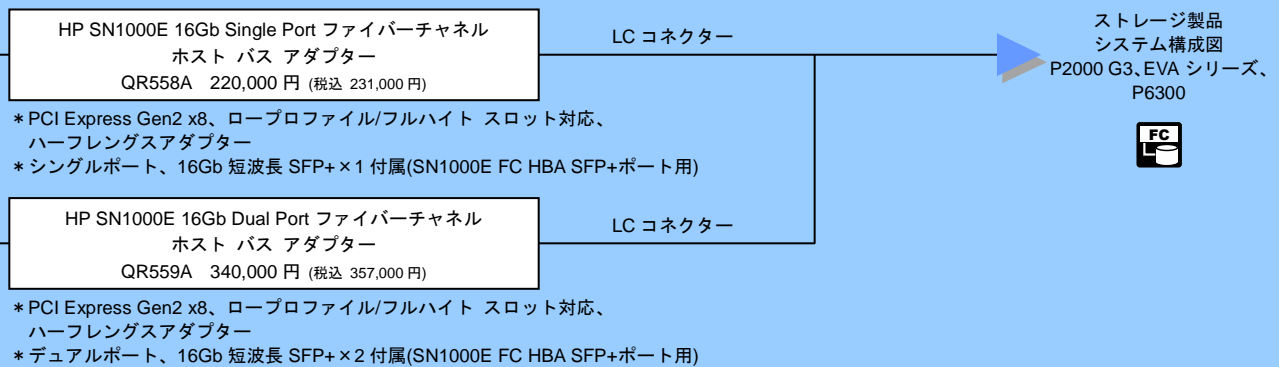 HP SN1000E 16Gb Single Port ファイバーチャネル
ホスト バス アダプター
QR558A 220,000 円 (税込 231,000 円)
LC コネクター
ストレージ製品
システム構成図
P2000 G3、EVA シリーズ、
P6300
FC
＊PCI Express Gen2 x8、ロープロファイル/フルハイト スロット対応、
ハーフレングスアダプター
＊シングルポート、16Gb 短波長 SFP+×1 付属(SN1000E FC HBA SFP+ポート用)
HP SN1000E 16Gb Dual Port ファイバーチャネル
ホスト バス アダプター
QR559A 340,000 円 (税込 357,000 円)
LC コネクター
＊PCI Express Gen2 x8、ロープロファイル/フルハイト スロット対応、
ハーフレングスアダプター
＊デュアルポート、16Gb 短波長 SFP+×2 付属(SN1000E FC HBA SFP+ポート用)